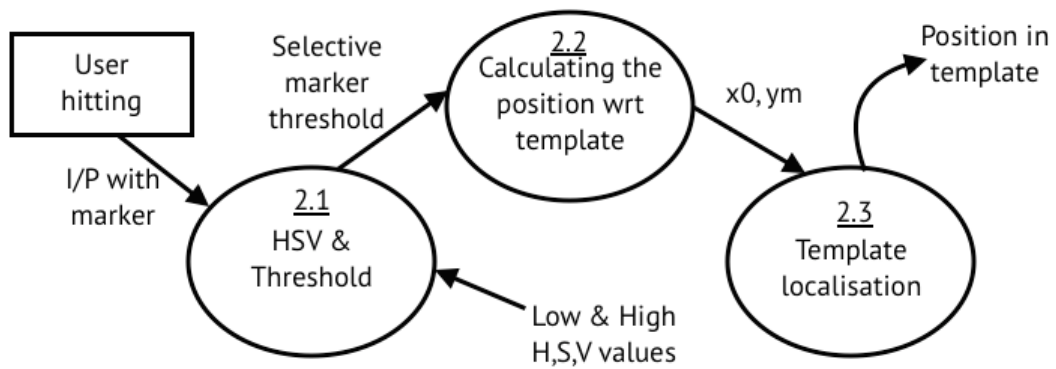 User
hitting
I/P with
marker
2.1
HSV &
Threshold
Selective
marker
threshold
2.2
Calculating the
position wrt
template
Low & High
H,S,V values
x0, ym
2.3
Template
localisation
Position in
template